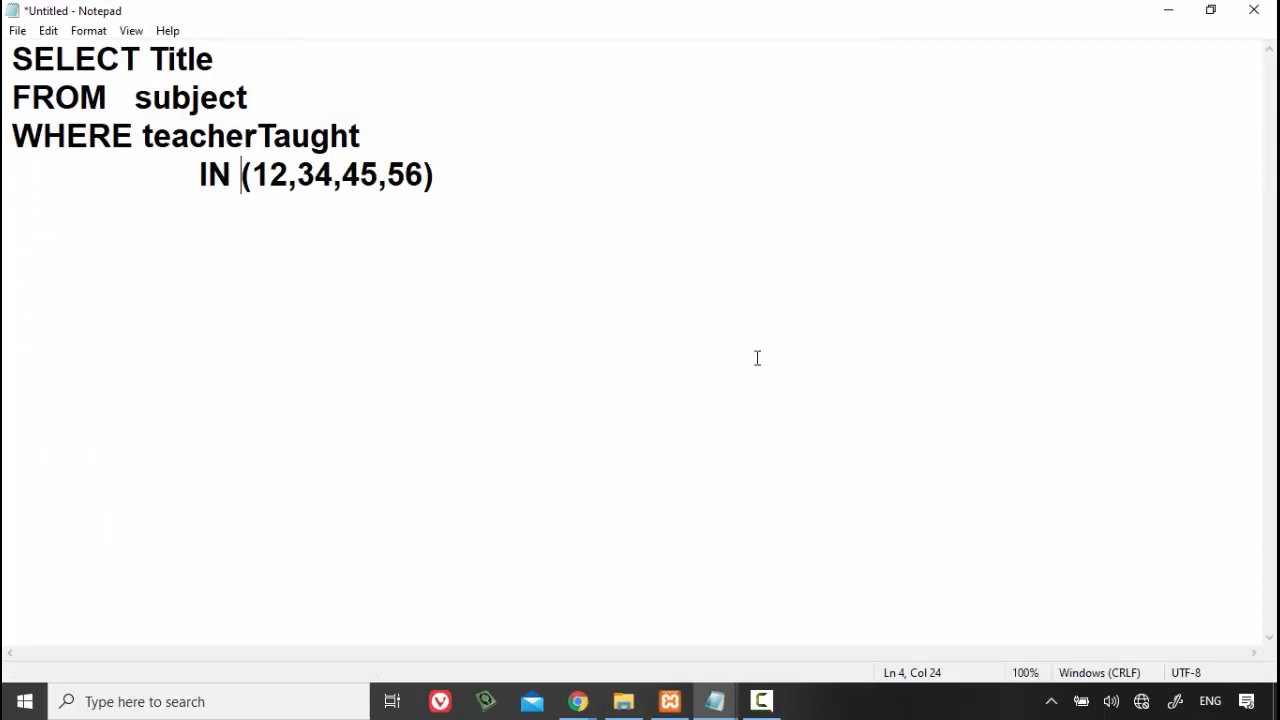 *Untitled - Notepad
File Edit Format View Help
SELECT Title
FROM subject
WHERE teacherTaught
IN (12,34,45,56)
Ln 4, Col 24 100% Windows (CRLF) UTF-8
Type here to search ENG